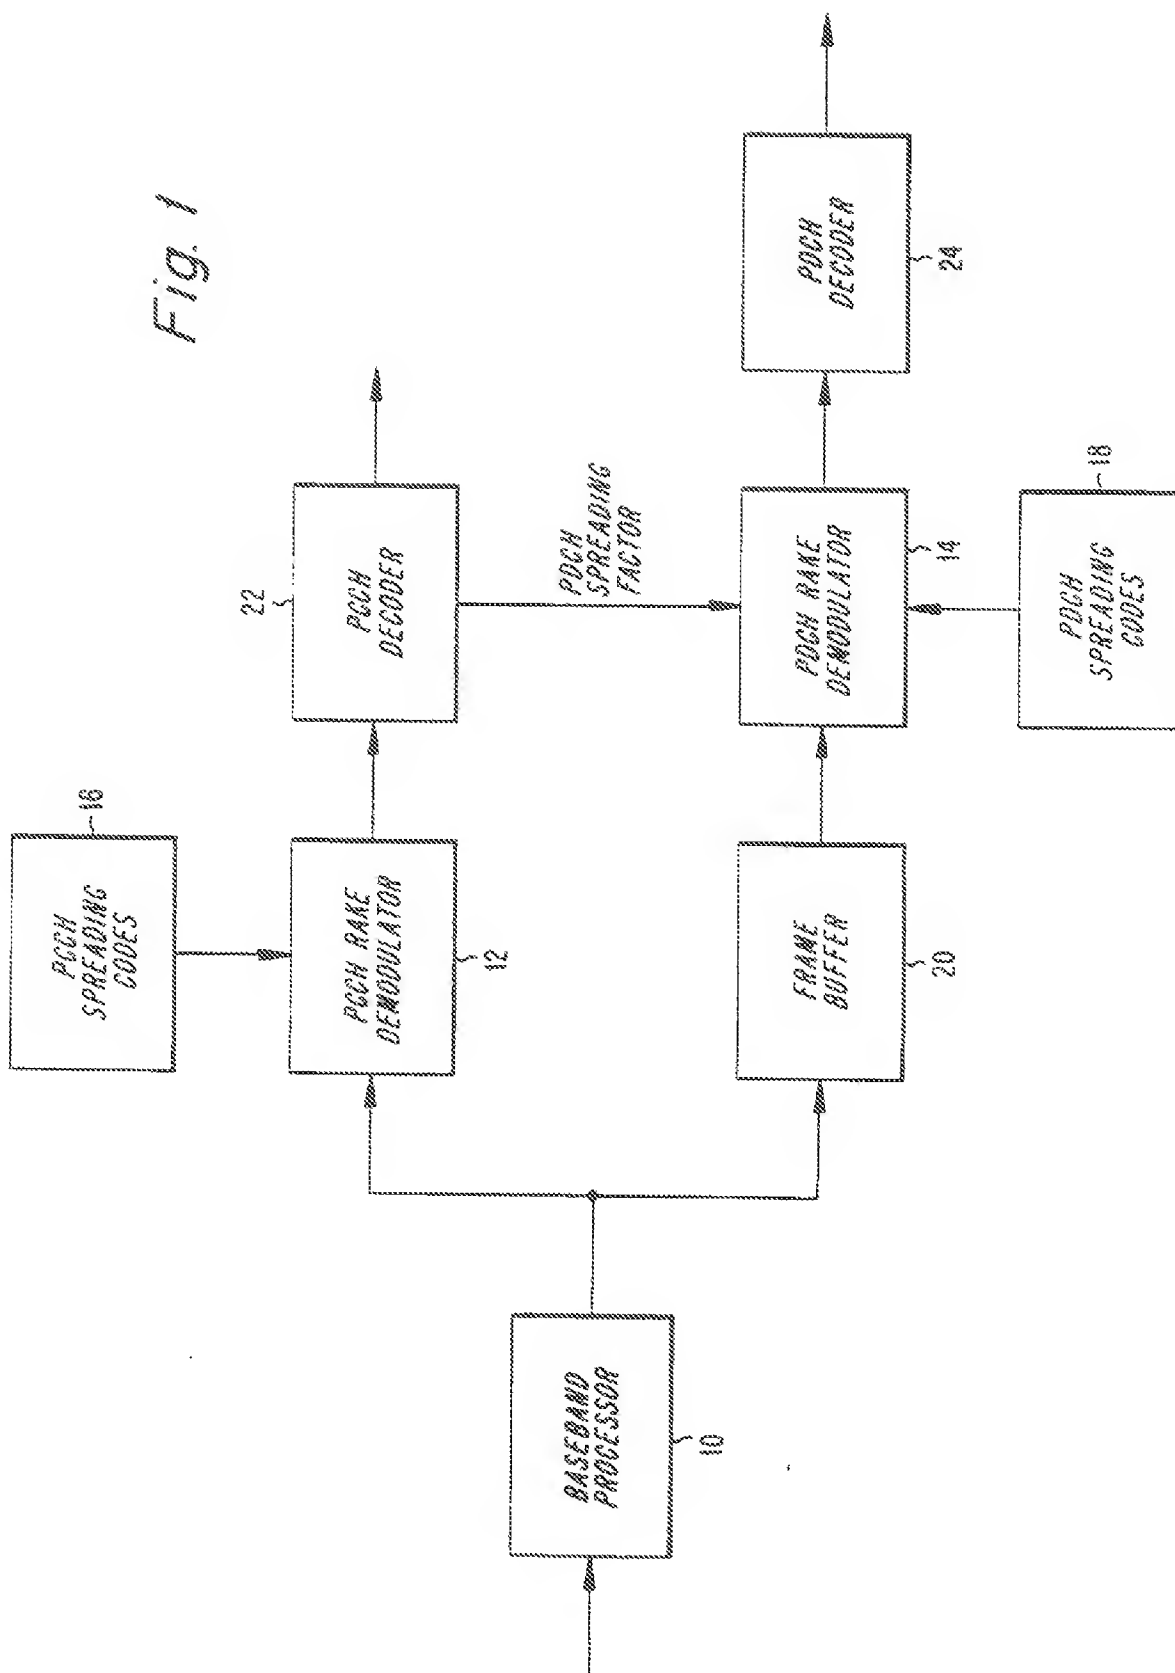 Fig. 1
PCCH
SPREADING
CODES
16
22
PCCH RAKE
DEMODULATOR
12
PCCH
DECODER
PDCH
SPREADING
FACTOR
BASEBAND
PROCESSOR
10
FRAME
BUFFER
20
PDCH RAKE
DEMODULATOR
14
PDCH
DECODER
24
PDCH
SPREADING
CODES
18